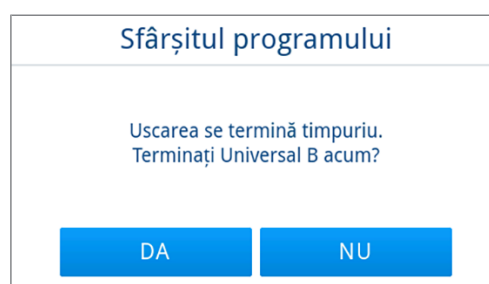 Sfârșitul programului
Uscarea se termină timpuriu.
Terminați Universal B acum?
DA NU